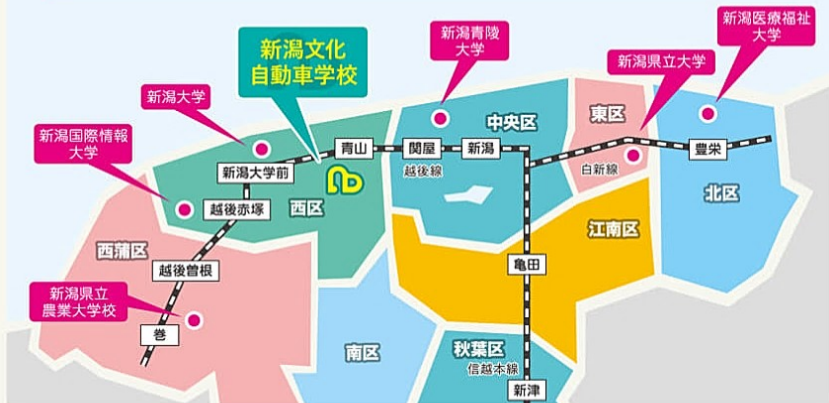 新潟医療福祉
大学
新潟青陵
大学
新潟文化
自動車学校
新潟県立大学
新潟大学
新潟国際情報
大学
東区
中央区
青山
関屋
新潟
豊栄
越後線
白新線
新潟大学前
北区
越後赤塚
西区
江南区
西蒲区
越後曽根
亀田
新潟県立
農業大学校
巻
南区
秋葉区
信越本線
新津